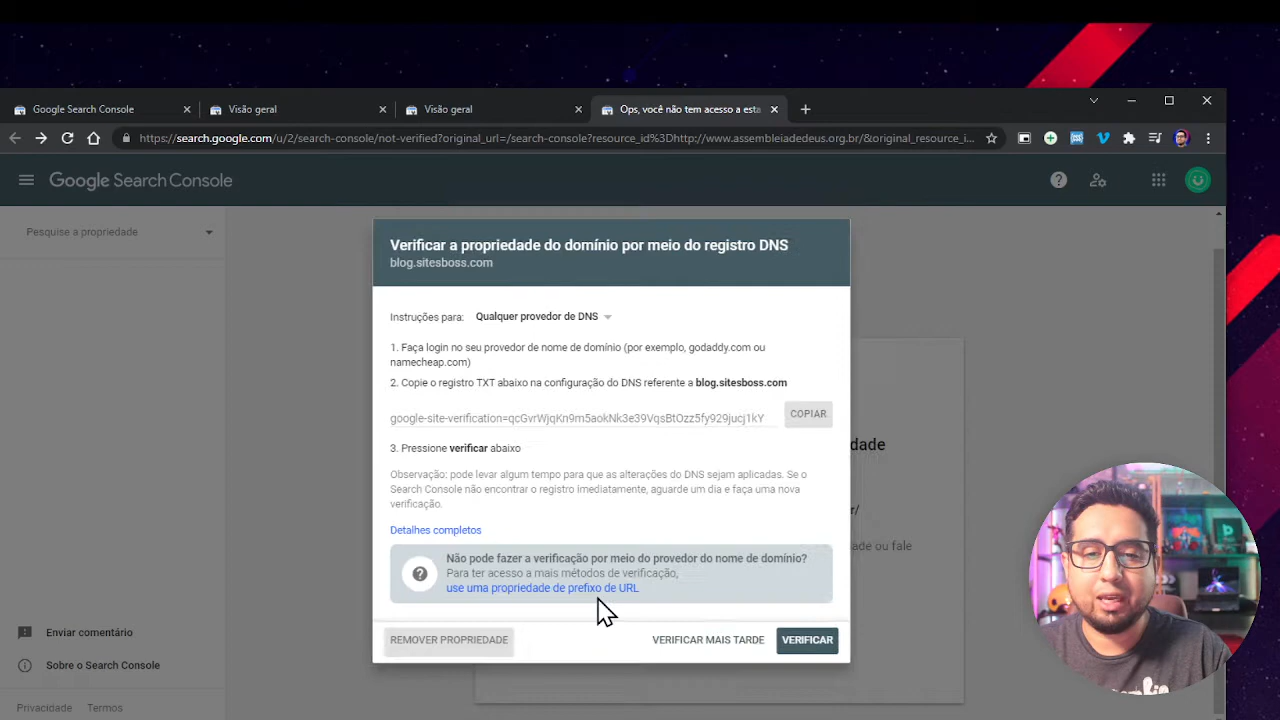 Google Search Console
Visão geral
Visão geral
Ops, você não tem acesso a esta
https://search.google.com/u/2/search-console/not-verified?original_url=/search-console?resource_id%3Dhttp://www.assembleiadedeus.org.br/&original_resource_i...
Google Search Console
Pesquise a propriedade
Verificar a propriedade do domínio por meio do registro DNS
blog.sitesboss.com
Instruções para: Qualquer provedor de DNS
1. Faça login no seu provedor de nome de domínio (por exemplo, godaddy.com ou
namecheap.com)
2. Copie o registro TXT abaixo na configuração do DNS referente a blog.sitesboss.com
google-site-verification=qcGvrWjqKn9m5aokNk3e39VqsBtOzz5fy929jucj1kY
COPIAR
3. Pressione verificar abaixo
dade
Observação: pode levar algum tempo para que as alterações do DNS sejam aplicadas. Se o
Search Console não encontrar o registro imediatamente, aguarde um dia e faça uma nova
verificação.
r/
Detalhes completos
dade ou fale
Não pode fazer a verificação por meio do provedor do nome de domínio?
Para ter acesso a mais métodos de verificação,
use uma propriedade de prefixo de URL
REMOVER PROPRIEDADE
VERIFICAR MAIS TARDE
VERIFICAR
Enviar comentário
Sobre o Search Console
Privacidade
Termos